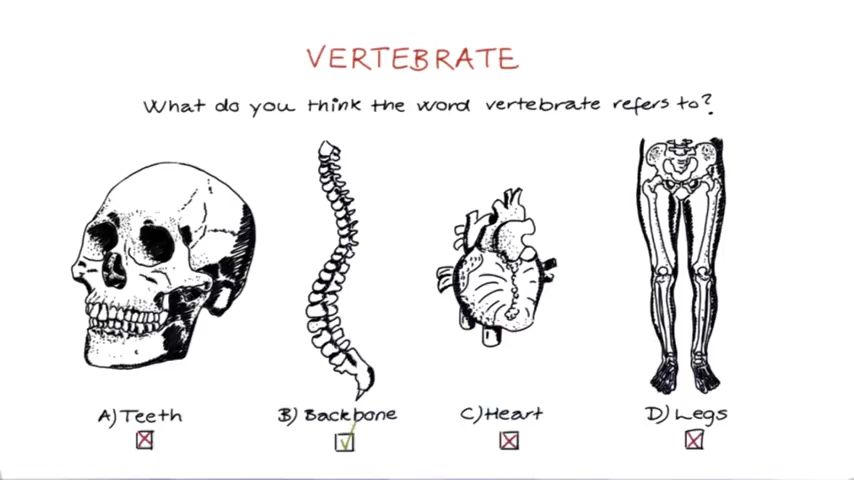 VERTEBRATE
What do you think the word vertebrate refers to?
A) Teeth
B) Backbone
C) Heart
D) Legs